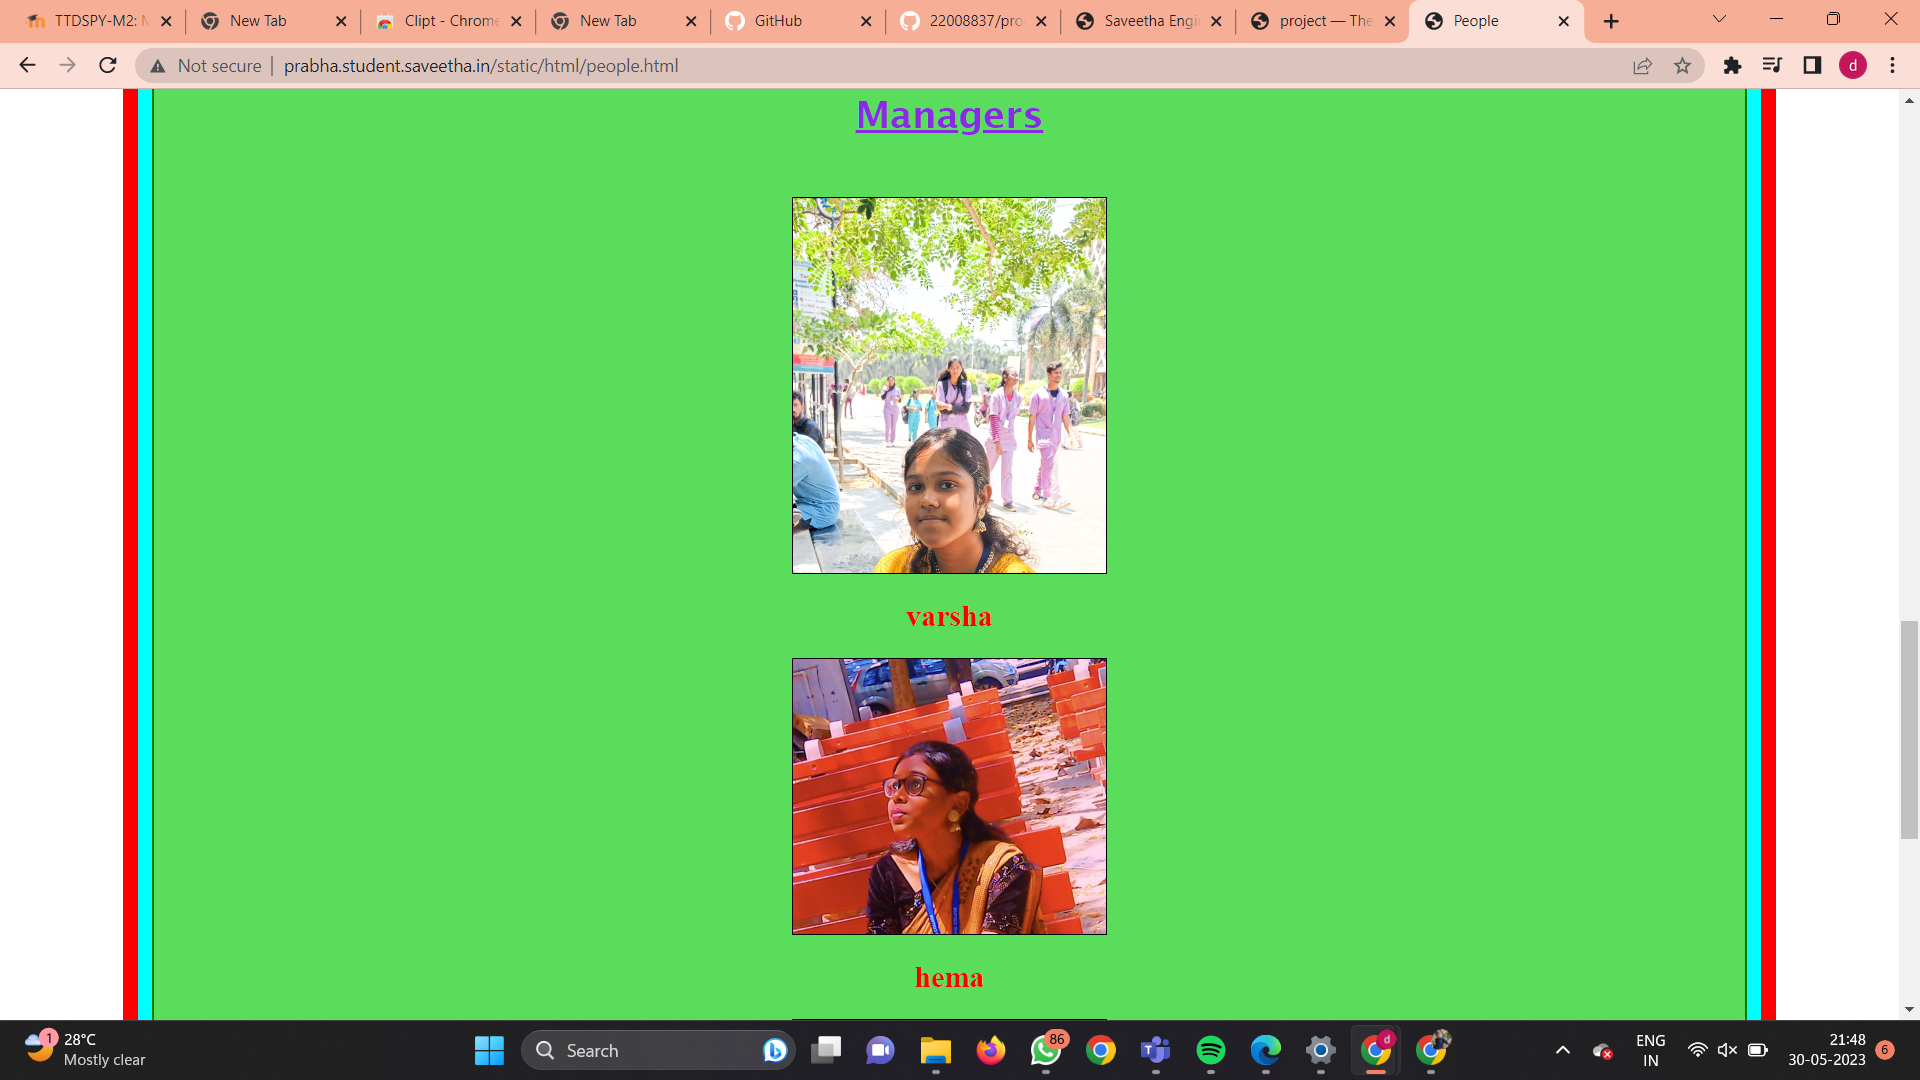 TTDSPY-M2: M
New Tab
Clipt - Chrome
New Tab
GitHub
22008837/pro
Saveetha Engi
project — The
People
Not secure
prabha.student.saveetha.in/static/html/people.html
d
Managers
varsha
hema
1
28°C
Mostly clear
Search
86
d
ENG
IN
21:48
30-05-2023
6